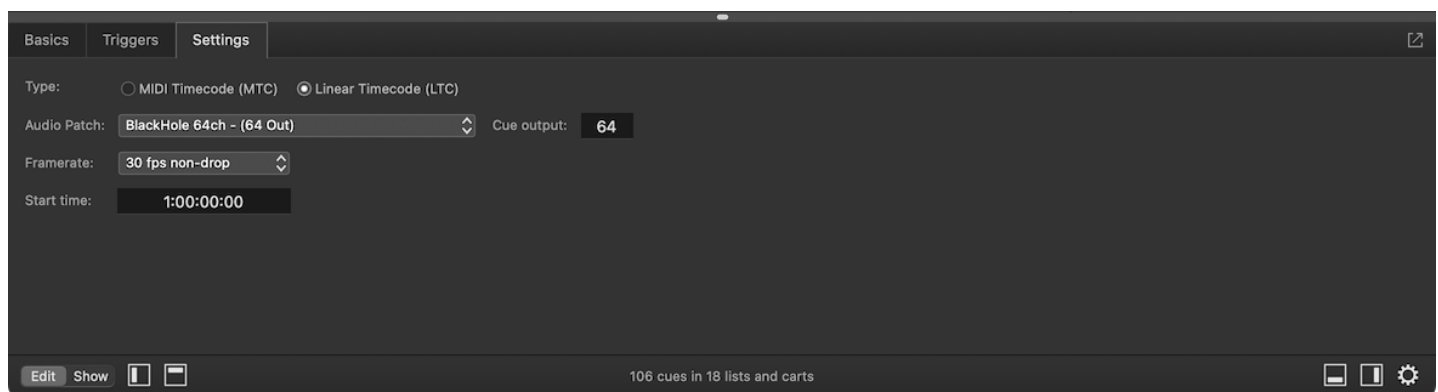 Basics Triggers Settings
Type: MIDI Timecode (MTC) Linear Timecode (LTC)
Audio Patch: BlackHole 64ch - (64 Out) Cue output: 64
Framerate: 30 fps non-drop
Start time: 1:00:00:00
Edit Show 106 cues in 18 lists and carts